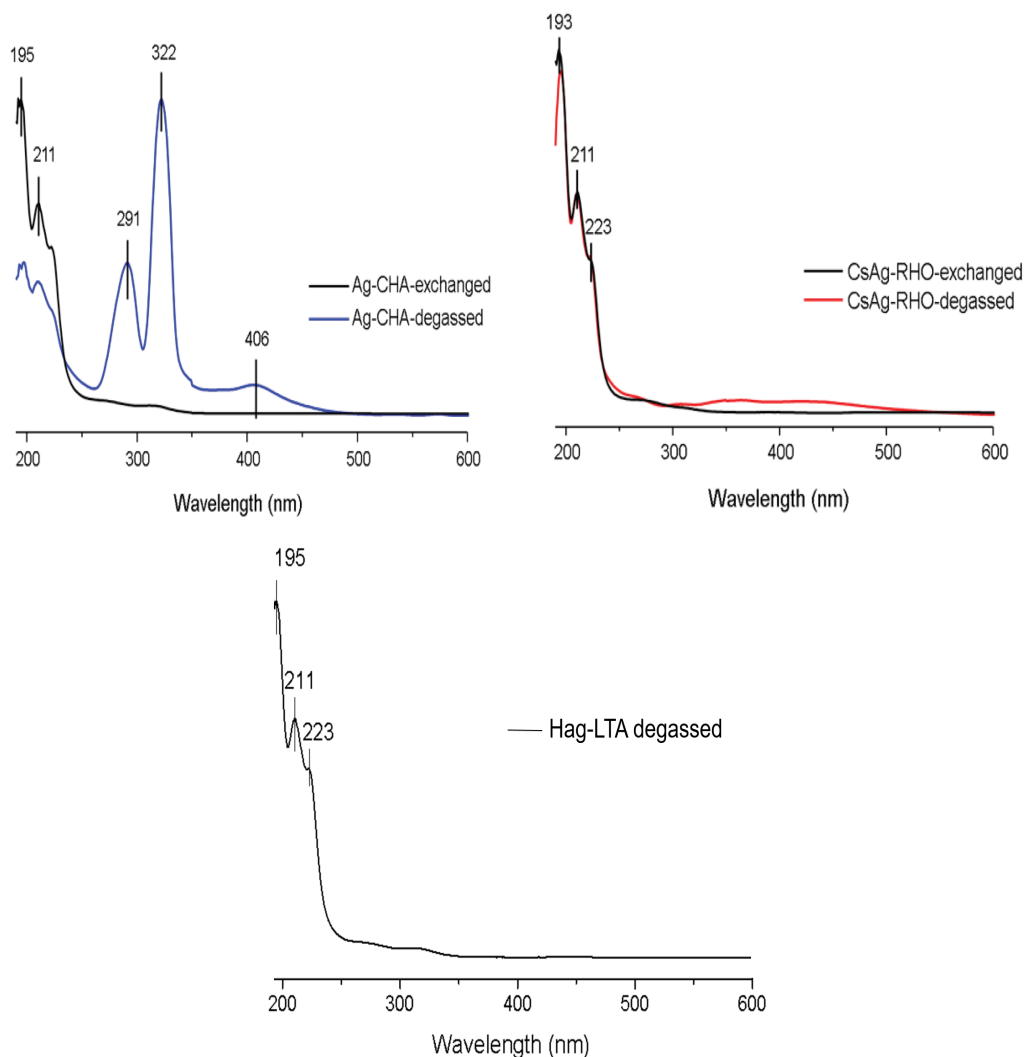 195
322
211
291
406
Ag-CHA-exchanged
Ag-CHA-degassed
200 300 400 500 600
Wavelength (nm)
193
211
223
CsAg-RHO-exchanged
CsAg-RHO-degassed
200 300 400 500 600
Wavelength (nm)
195
211
223
Hag-LTA degassed
200 300 400 500 600
Wavelength (nm)